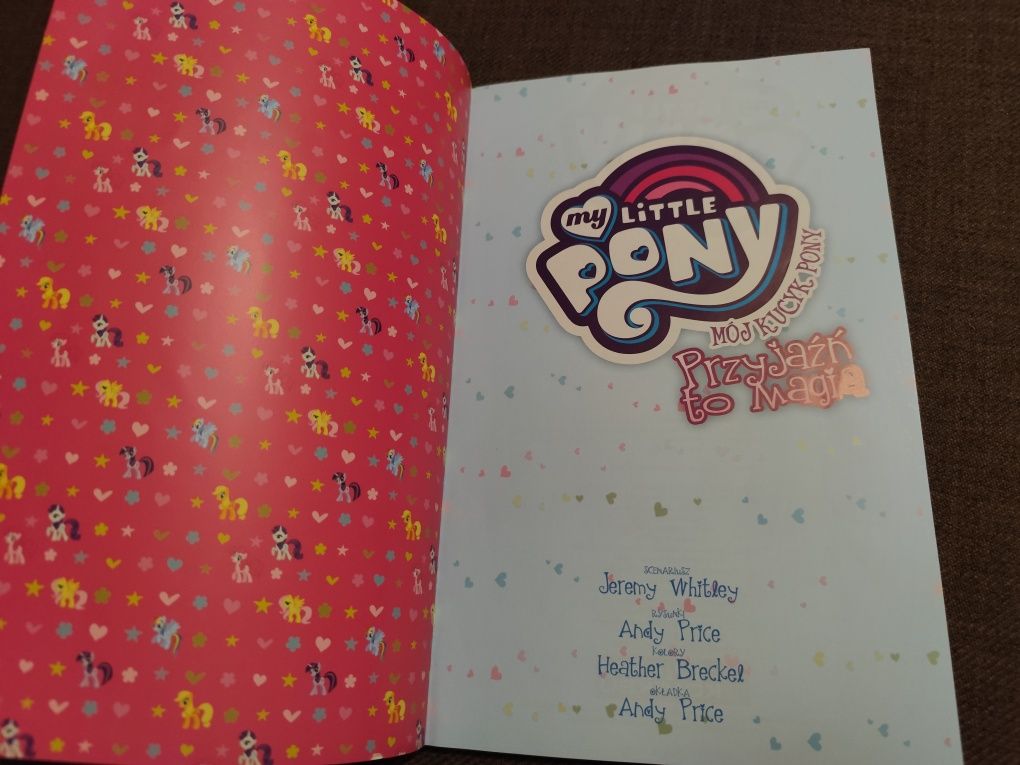 my LiTTLE
PONY
MÓJ KUCYK PONY
Przyjaźń
to Magia
SCENARIUSZ
Jeremy Whitley
RYSUNKI
Andy Price
KOLORY
Heather Breckel
OKŁADKA
Andy Price